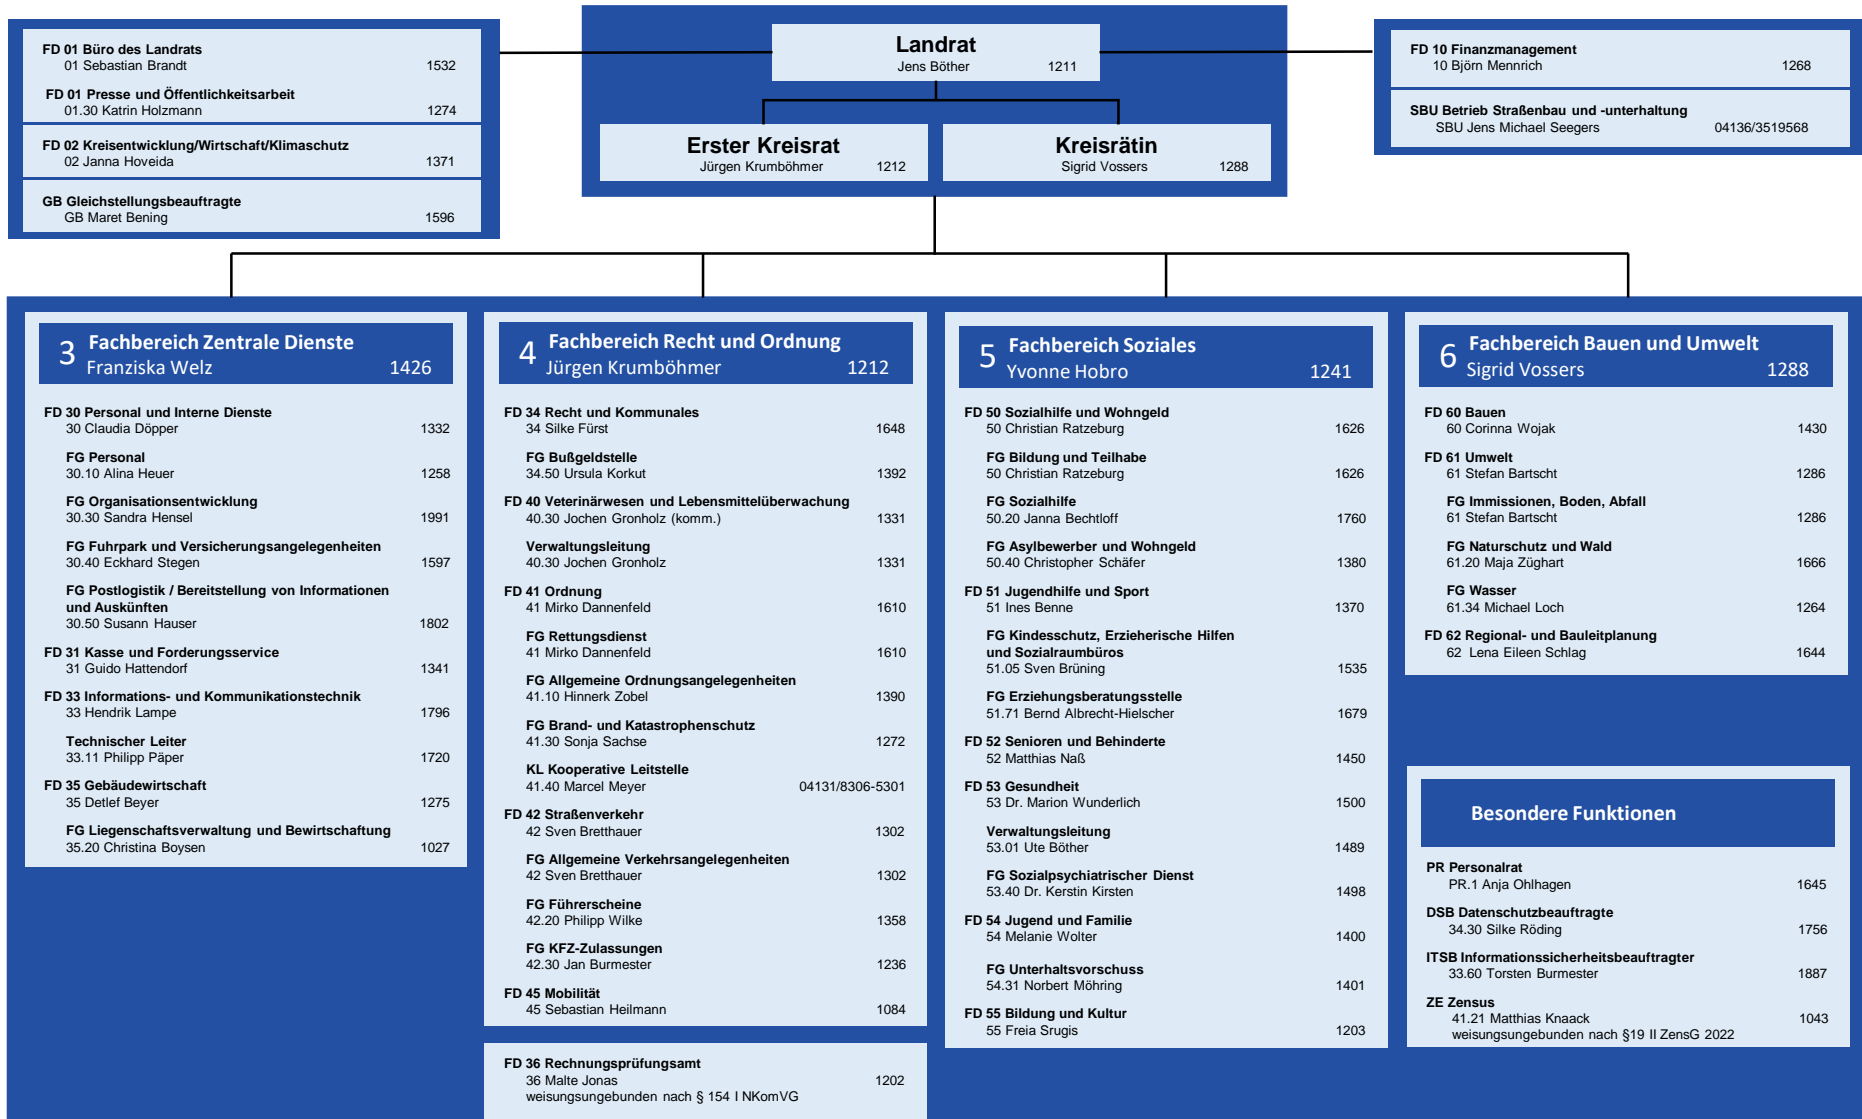 FD 01 Büro des Landrats
01 Sebastian Brandt 1532
FD 01 Presse und Öffentlichkeitsarbeit
01.30 Katrin Holzmann 1274
FD 02 Kreisentwicklung/Wirtschaft/Klimaschutz
02 Janna Hoveida 1371
GB Gleichstellungsbeauftragte
GB Maret Bening 1596
Landrat
Jens Böther 1211
Erster Kreisrat
Jürgen Krumböhmer 1212
Kreisrätin
Sigrid Vossers 1288
FD 10 Finanzmanagement
10 Björn Mennrich 1268
SBU Betrieb Straßenbau und -unterhaltung
SBU Jens Michael Seegers 04136/3519568
3 Fachbereich Zentrale Dienste
Franziska Welz 1426
FD 30 Personal und Interne Dienste
30 Claudia Döpper 1332
FG Personal
30.10 Alina Heuer 1258
FG Organisationsentwicklung
30.30 Sandra Hensel 1991
FG Fuhrpark und Versicherungsangelegenheiten
30.40 Eckhard Stegen 1597
FG Postlogistik / Bereitstellung von Informationen
und Auskünften
30.50 Susann Hauser 1802
FD 31 Kasse und Forderungsservice
31 Guido Hattendorf 1341
FD 33 Informations- und Kommunikationstechnik
33 Hendrik Lampe 1796
Technischer Leiter
33.11 Philipp Päper 1720
FD 35 Gebäudewirtschaft
35 Detlef Beyer 1275
FG Liegenschaftsverwaltung und Bewirtschaftung
35.20 Christina Boysen 1027
4 Fachbereich Recht und Ordnung
Jürgen Krumböhmer 1212
FD 34 Recht und Kommunales
34 Silke Fürst 1648
FG Bußgeldstelle
34.50 Ursula Korkut 1392
FD 40 Veterinärwesen und Lebensmittelüberwachung
40.30 Jochen Gronholz (komm.) 1331
Verwaltungsleitung
40.30 Jochen Gronholz 1331
FD 41 Ordnung
41 Mirko Dannenfeld 1610
FG Rettungsdienst
41 Mirko Dannenfeld 1610
FG Allgemeine Ordnungsangelegenheiten
41.10 Hinnerk Zobel 1390
FG Brand- und Katastrophenschutz
41.30 Sonja Sachse 1272
KL Kooperative Leitstelle
41.40 Marcel Meyer 04131/8306-5301
FD 42 Straßenverkehr
42 Sven Bretthauer 1302
FG Allgemeine Verkehrsangelegenheiten
42 Sven Bretthauer 1302
FG Führerscheine
42.20 Philipp Wilke 1358
FG KFZ-Zulassungen
42.30 Jan Burmester 1236
FD 45 Mobilität
45 Sebastian Heilmann 1084
FD 36 Rechnungsprüfungsamt
36 Malte Jonas 1202
weisungsungebunden nach § 154 I NKomVG
5 Fachbereich Soziales
Yvonne Hobro 1241
FD 50 Sozialhilfe und Wohngeld
50 Christian Ratzeburg 1626
FG Bildung und Teilhabe
50 Christian Ratzeburg 1626
FG Sozialhilfe
50.20 Janna Bechtloff 1760
FG Asylbewerber und Wohngeld
50.40 Christopher Schäfer 1380
FD 51 Jugendhilfe und Sport
51 Ines Benne 1370
FG Kindesschutz, Erzieherische Hilfen
und Sozialraumbüros
51.05 Sven Brüning 1535
FG Erziehungsberatungsstelle
51.71 Bernd Albrecht-Hielscher 1679
FD 52 Senioren und Behinderte
52 Matthias Naß 1450
FD 53 Gesundheit
53 Dr. Marion Wunderlich 1500
Verwaltungsleitung
53.01 Ute Böther 1489
FG Sozialpsychiatrischer Dienst
53.40 Dr. Kerstin Kirsten 1498
FD 54 Jugend und Familie
54 Melanie Wolter 1400
FG Unterhaltsvorschuss
54.31 Norbert Möhring 1401
FD 55 Bildung und Kultur
55 Freia Srugis 1203
6 Fachbereich Bauen und Umwelt
Sigrid Vossers 1288
FD 60 Bauen
60 Corinna Wojak 1430
FD 61 Umwelt
61 Stefan Bartscht 1286
FG Immissionen, Boden, Abfall
61 Stefan Bartscht 1286
FG Naturschutz und Wald
61.20 Maja Züghart 1666
FG Wasser
61.34 Michael Loch 1264
FD 62 Regional- und Bauleitplanung
62 Lena Eileen Schlag 1644
Besondere Funktionen
PR Personalrat
PR.1 Anja Ohlhagen 1645
DSB Datenschutzbeauftragte
34.30 Silke Röding 1756
ITSB Informationssicherheitsbeauftragter
33.60 Torsten Burmester 1887
ZE Zensus
41.21 Matthias Knaack 1043
weisungsungebunden nach §19 II ZensG 2022